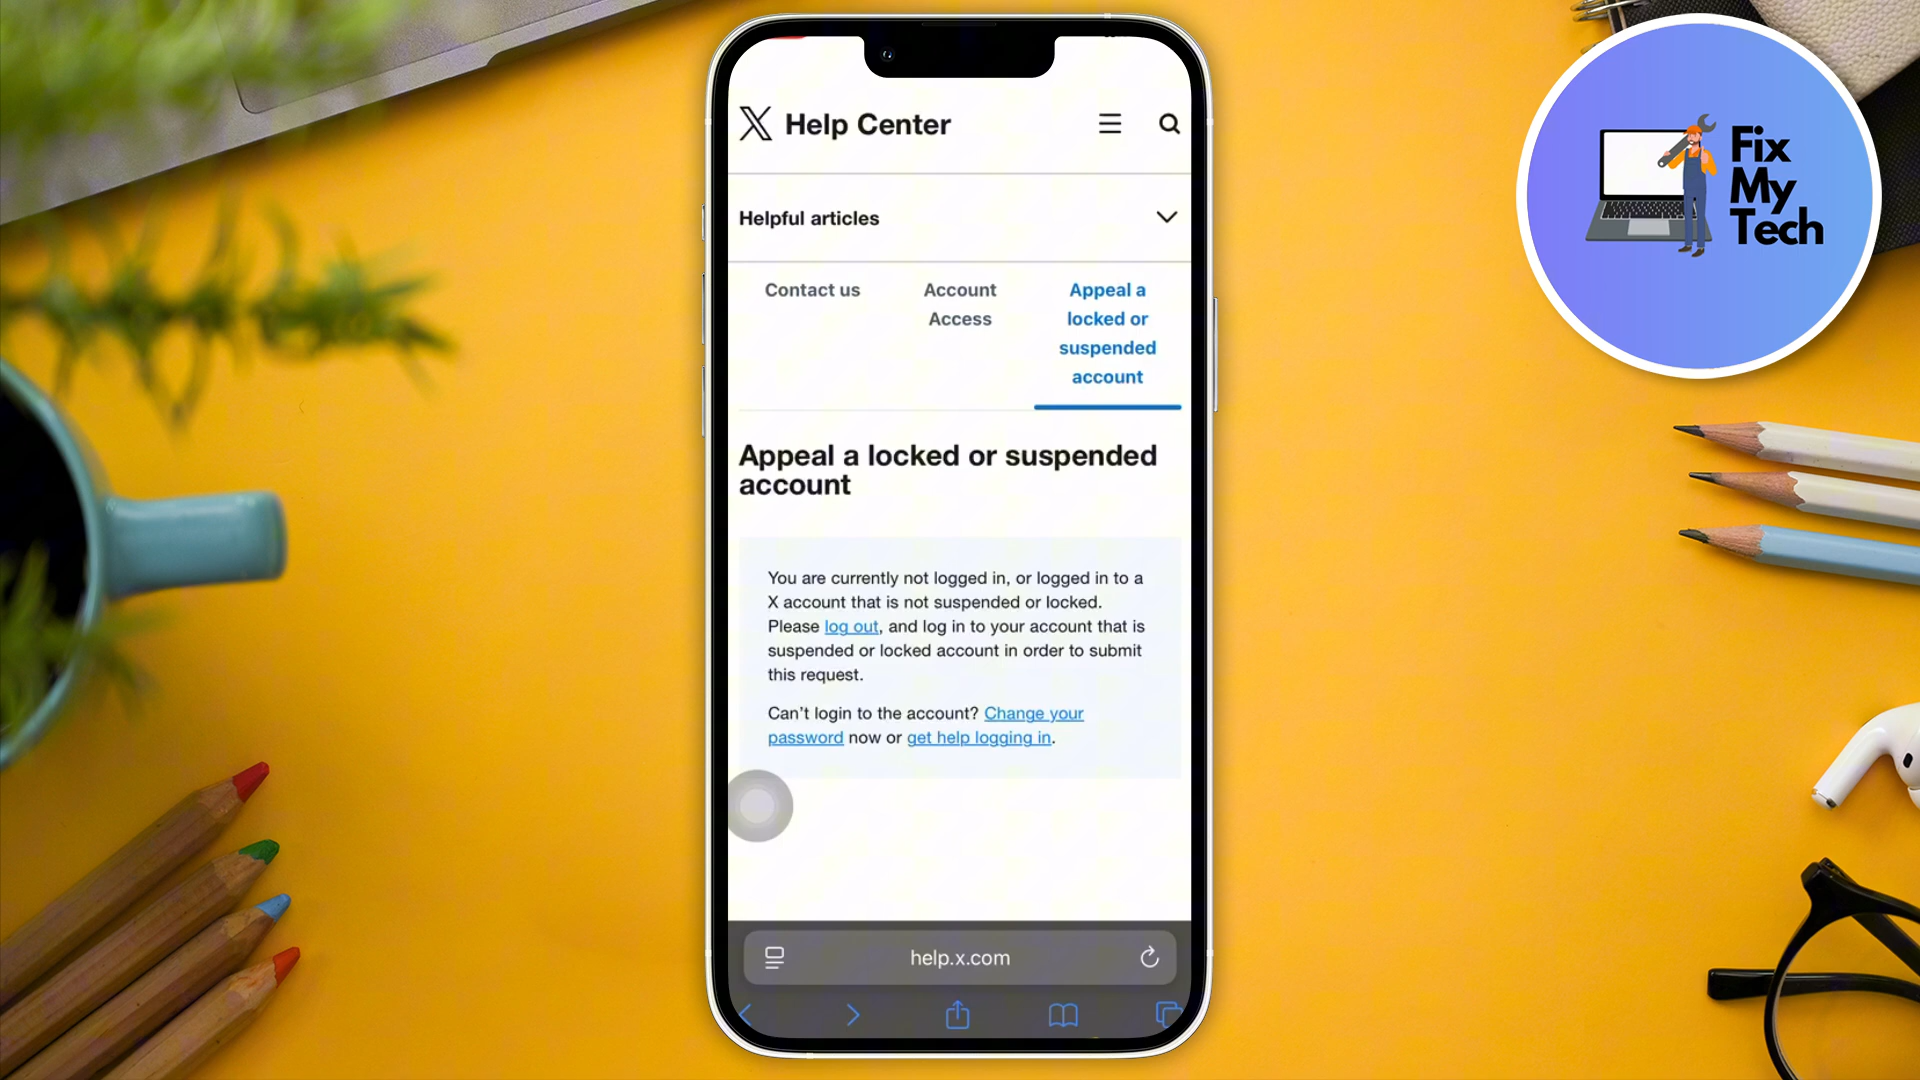 Help Center
Helpful articles
Contact us
Account
Access
Appeal a
locked or
suspended
account
Appeal a locked or suspended
account
You are currently not logged in, or logged in to a
X account that is not suspended or locked.
Please log out, and log in to your account that is
suspended or locked account in order to submit
this request.
Can't login to the account? Change your
password now or get help logging in.
help.x.com
Fix
My
Tech